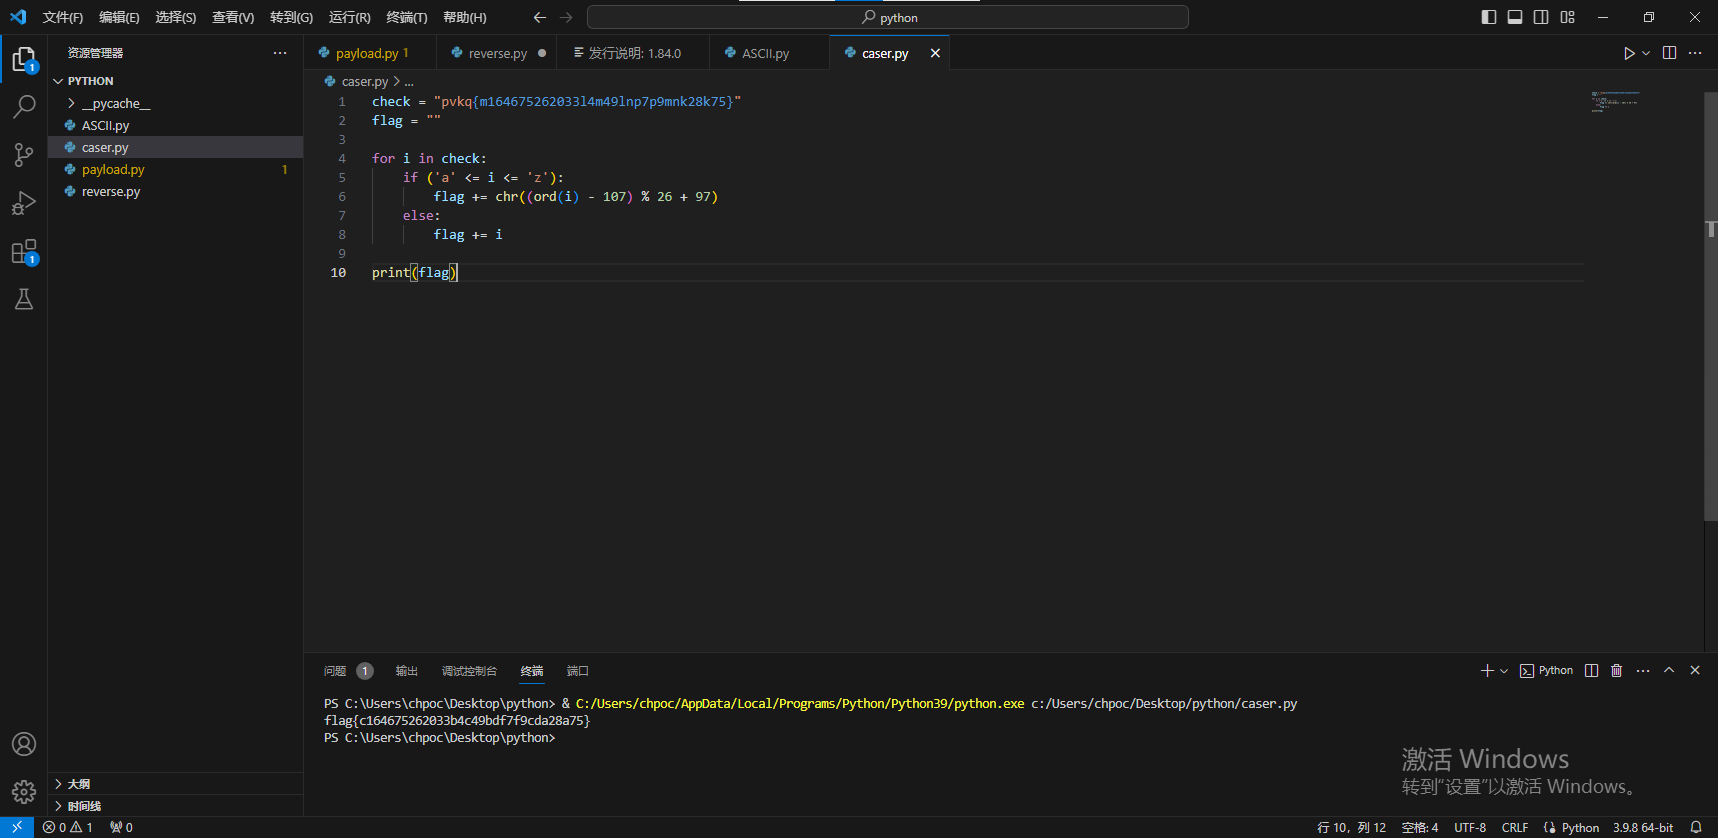 文件(F) 编辑(E) 选择(S) 查看(V) 转到(G) 运行(R) 终端(T) 帮助(H) python
资源管理器
PYTHON
__pycache__
ASCII.py
caser.py
payload.py 1
reverse.py
大纲
时间线
payload.py 1 reverse.py 发行说明: 1.84.0 ASCII.py caser.py
caser.py > ...
1 check = "pvkq{m164675262033l4m49lnp7p9mnk28k75}"
2 flag = ""
3
4 for i in check:
5 if ('a' <= i <= 'z'):
6 flag += chr((ord(i) - 107) % 26 + 97)
7 else:
8 flag += i
9
10 print(flag)
问题 1 输出 调试控制台 终端 端口 Python
PS C:\Users\chpoc\Desktop\python> & C:/Users/chpoc/AppData/Local/Programs/Python/Python39/python.exe c:/Users/chpoc/Desktop/python/caser.py
flag{c164675262033b4c49bdf7f9cda28a75}
PS C:\Users\chpoc\Desktop\python>
激活 Windows
转到“设置”以激活 Windows。
1
1
0 1 0 行 10，列 12 空格: 4 UTF-8 CRLF Python 3.9.8 64-bit